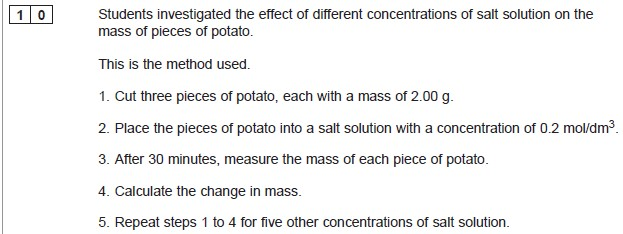 1 0 Students investigated the effect of different concentrations of salt solution on the
mass of pieces of potato.
This is the method used.
1. Cut three pieces of potato, each with a mass of 2.00 g.
2. Place the pieces of potato into a salt solution with a concentration of 0.2 mol/dm³.
3. After 30 minutes, measure the mass of each piece of potato.
4. Calculate the change in mass.
5. Repeat steps 1 to 4 for five other concentrations of salt solution.